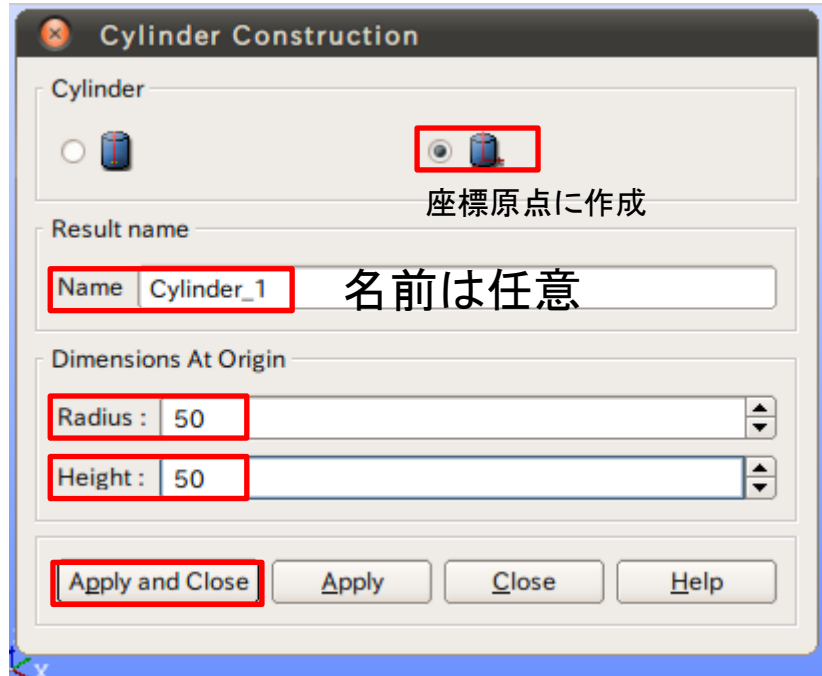 Cylinder Construction
Cylinder
座標原点に作成
Result name
Name Cylinder_1 名前は任意
Dimensions At Origin
Radius : 50
Height : 50
Apply and Close Apply Close Help
X